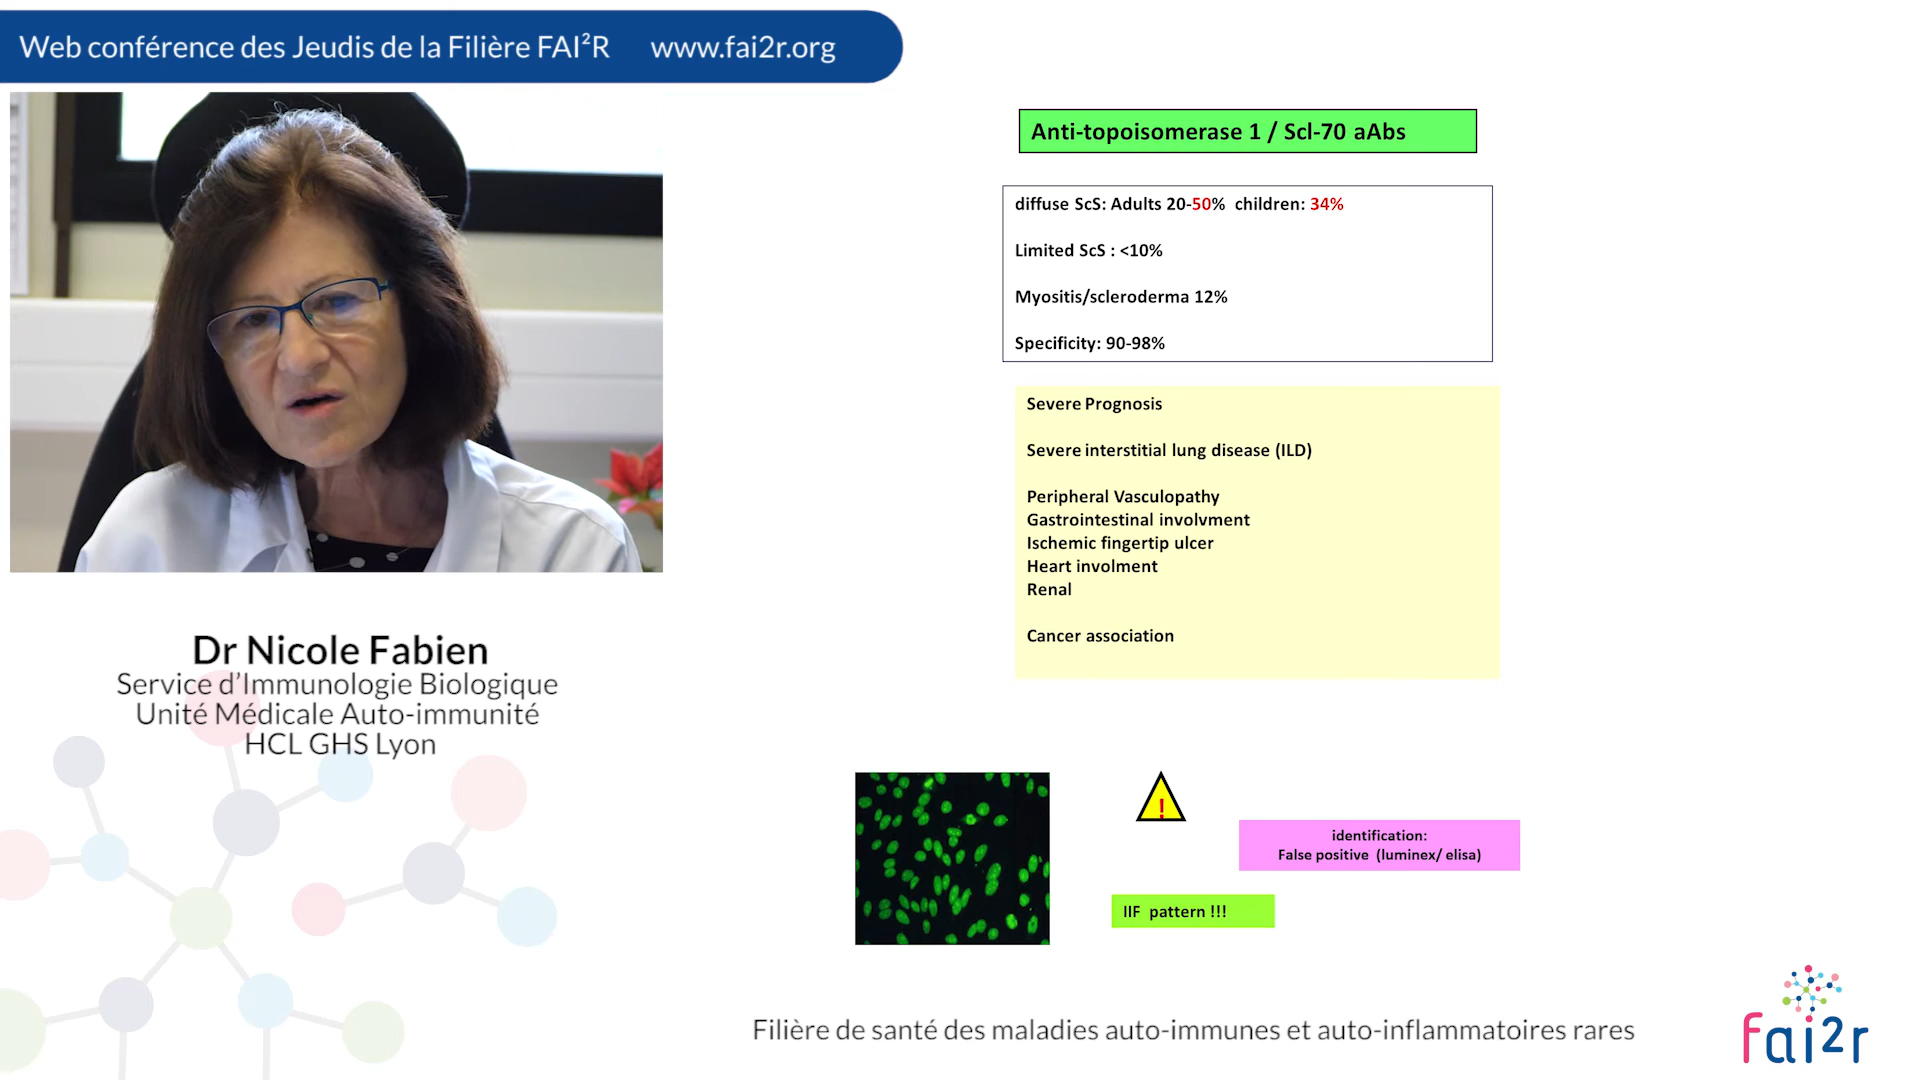 Web conférence des Jeudis de la Filière FAI²R www.fai2r.org
Anti-topoisomerase 1 / Scl-70 aAbs
diffuse ScS: Adults 20-50% children: 34%
Limited ScS : <10%
Myositis/scleroderma 12%
Specificity: 90-98%
Severe Prognosis
Severe interstitial lung disease (ILD)
Peripheral Vasculopathy
Gastrointestinal involvment
Ischemic fingertip ulcer
Heart involment
Renal
Cancer association
Dr Nicole Fabien
Service d’Immunologie Biologique
Unité Médicale Auto-immunité
HCL GHS Lyon
!
identification:
False positive (luminex/ elisa)
IIF pattern !!!
Filière de santé des maladies auto-immunes et auto-inflammatoires rares
fai2r